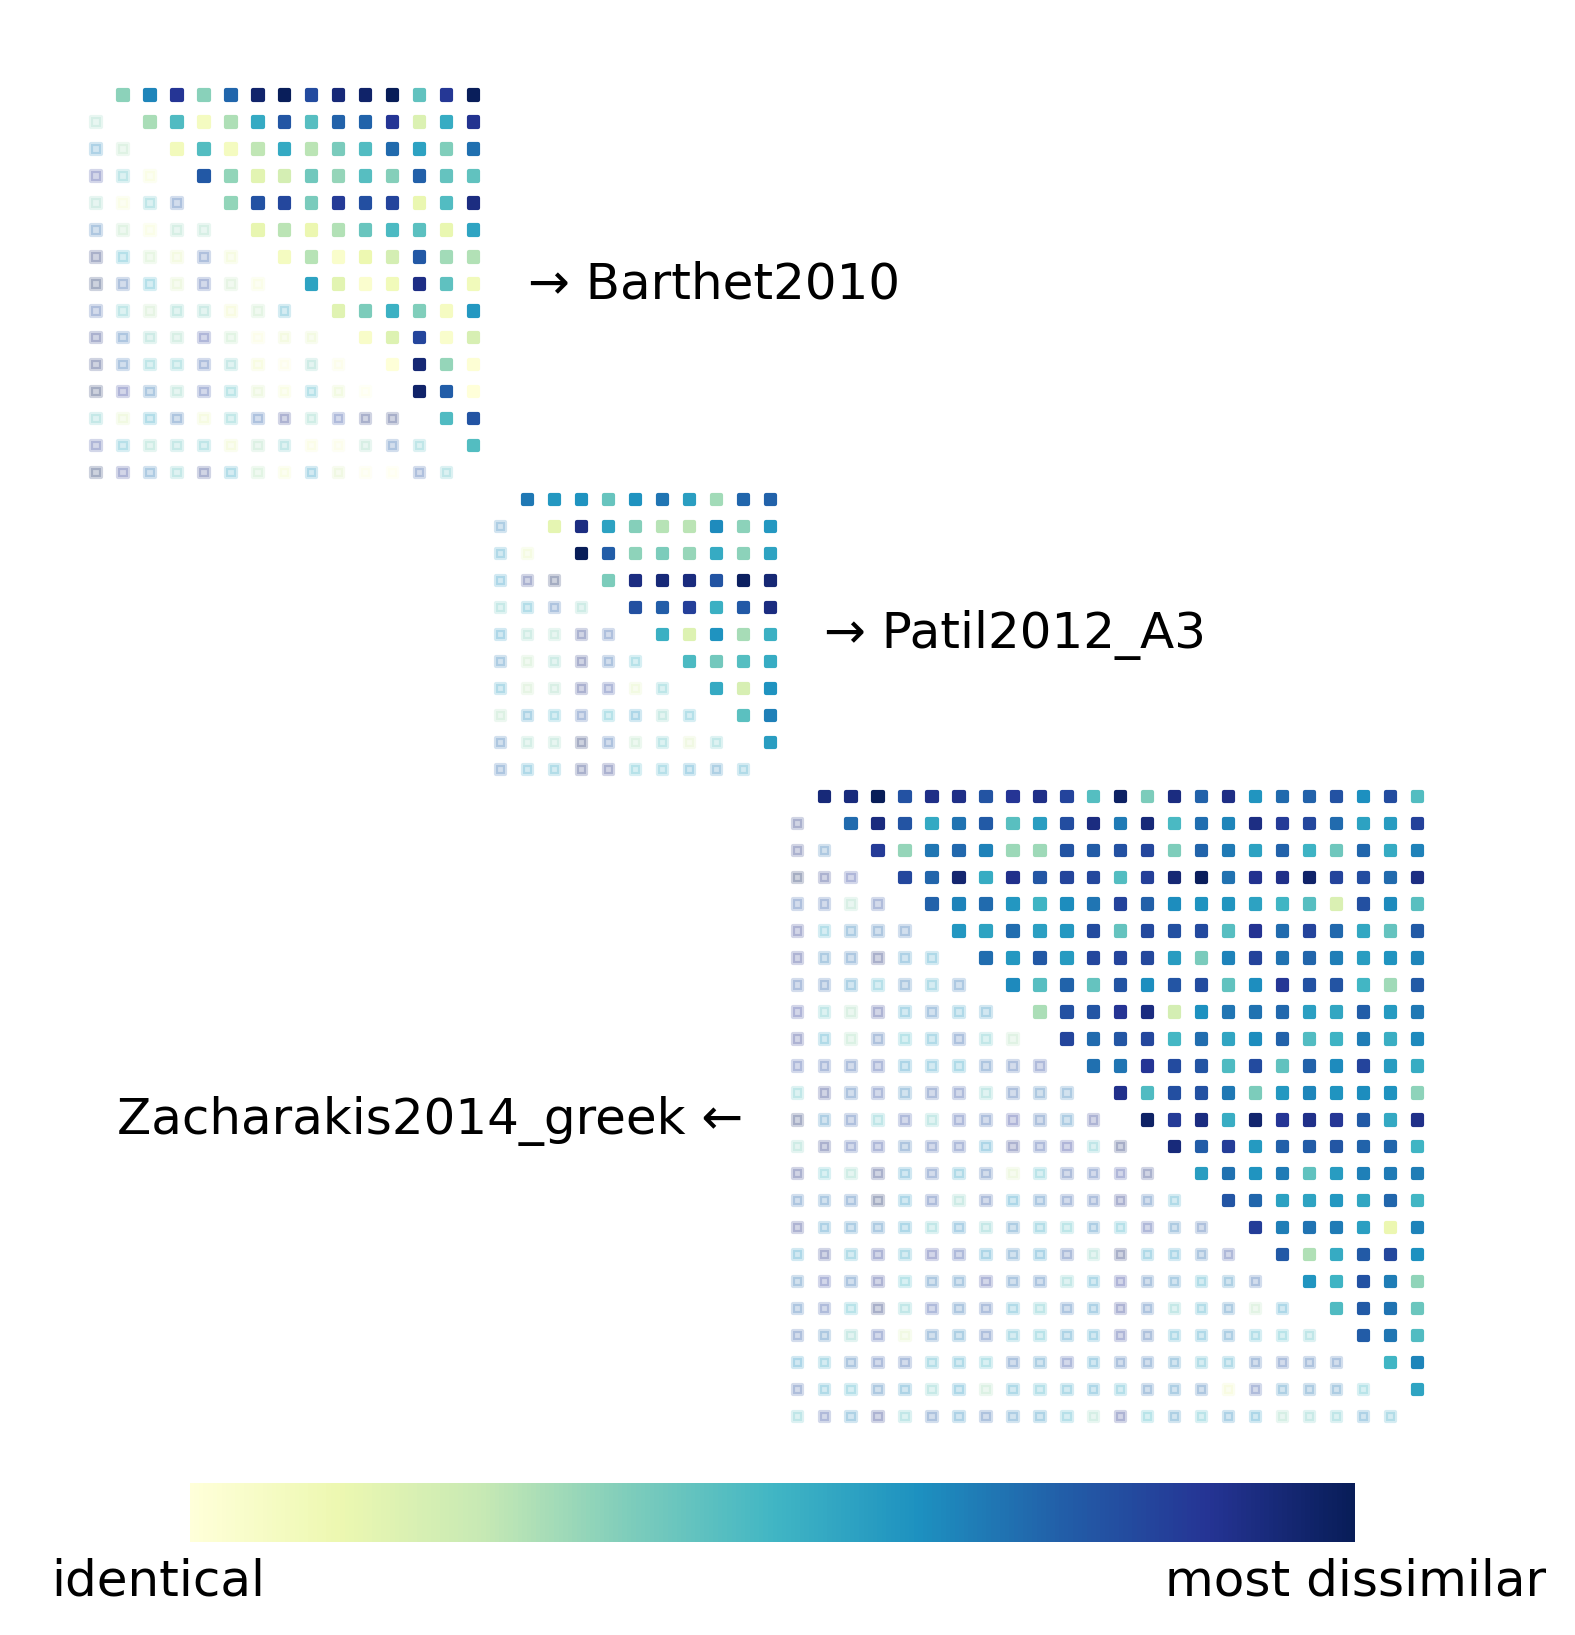 → Barthet2010
→ Patil2012_A3
Zacharakis2014_greek ←
identical
most dissimilar